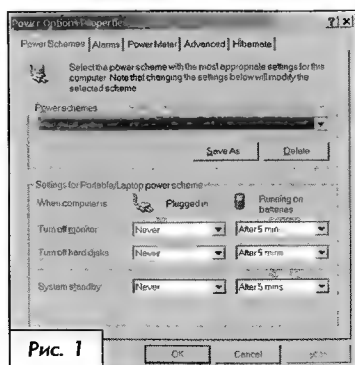 Power Options Properties
Power Schemes Alarms Power Meter Advanced Hibernate
Select the power scheme with the most appropriate settings for this
computer. Note that changing the settings below will modify the
selected scheme.
Power schemes
Save As Delete
Settings for Portable/Laptop power scheme
When computer is: Plugged in Running on
batteries
Turn off monitor: Never After 5 mins
Turn off hard disks: Never After 5 mins
System standby: Never After 5 mins
OK Cancel
Рис. 1